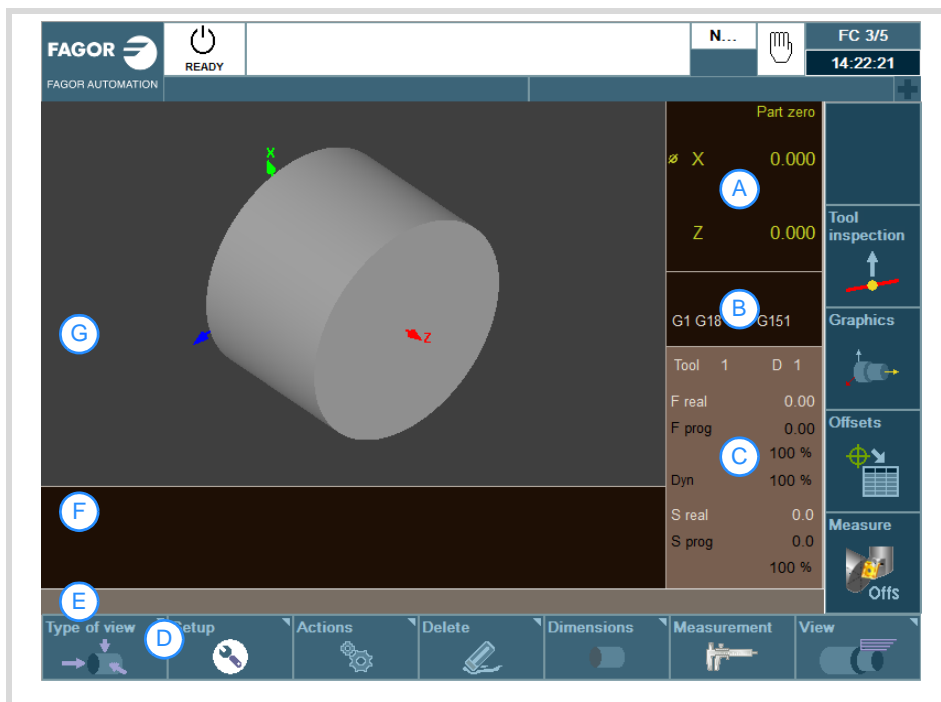 FAGOR
READY
N...
FC 3/5
14:22:21
FAGOR AUTOMATION
Part zero
X
ø X 0.000
A
Z 0.000
Tool
inspection
B
G1 G18 G151
Graphics
G
Z
Tool 1 D 1
F real 0.00
F prog 0.00
100 %
C
Dyn 100 %
Offsets
F
S real 0.0
S prog 0.0
100 %
Measure
Offs
E
Type of view
D
Setup
Actions
Delete
Dimensions
Measurement
View